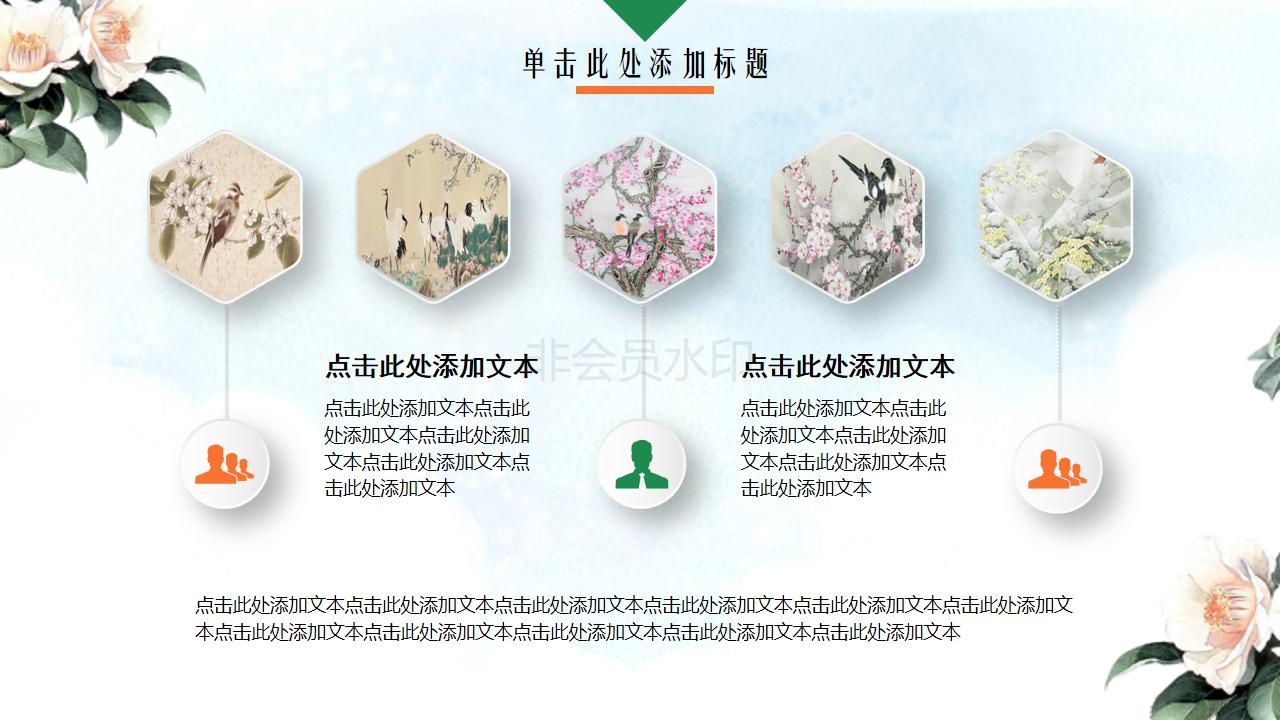 单击此处添加标题
非会员水印
点击此处添加文本
点击此处添加文本点击此
处添加文本点击此处添加
文本点击此处添加文本点
击此处添加文本
点击此处添加文本
点击此处添加文本点击此
处添加文本点击此处添加
文本点击此处添加文本点
击此处添加文本
点击此处添加文本点击此处添加文本点击此处添加文本点击此处添加文本点击此处添加文本点击此处添加文
本点击此处添加文本点击此处添加文本点击此处添加文本点击此处添加文本点击此处添加文本